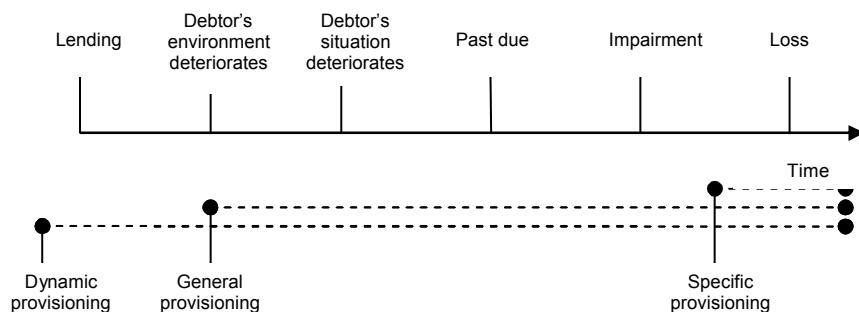 Lending
Debtor's
environment
deteriorates
Debtor's
situation
deteriorates
Past due
Impairment
Loss
Time
Dynamic
provisioning
General
provisioning
Specific
provisioning